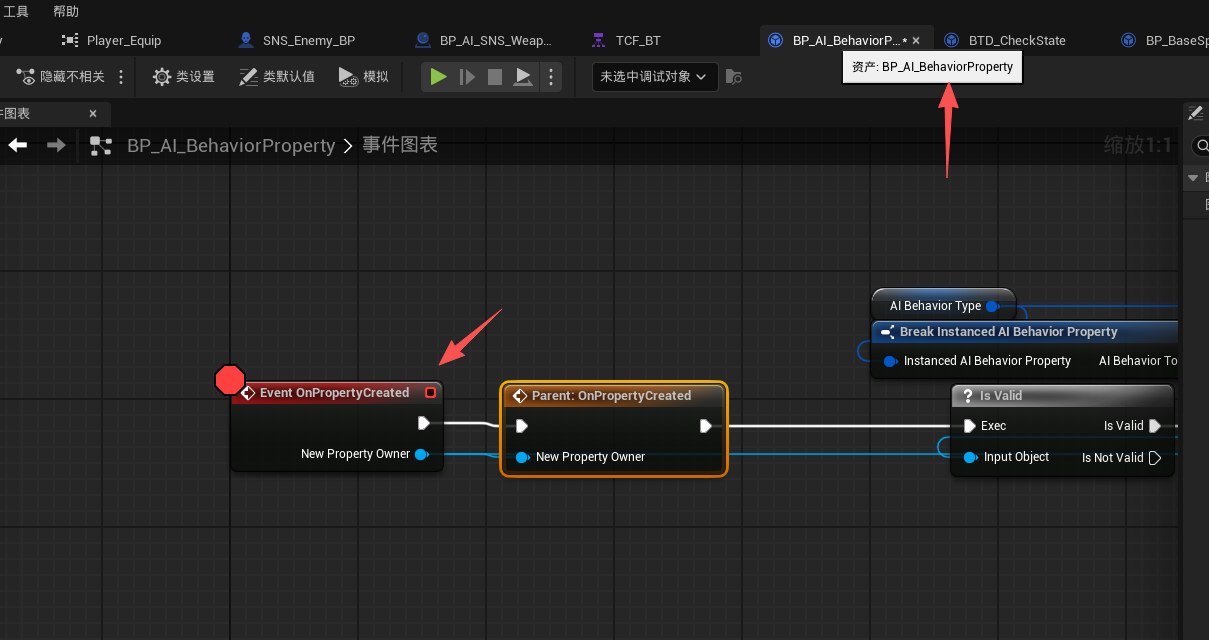 工具 帮助
Player_Equip SNS_Enemy_BP BP_AI_SNS_Weap... TCF_BT BP_AI_BehaviorP...• × BTD_CheckState BP_BaseSp
隐藏不相关 类设置 类默认值 模拟 未选中调试对象
资产: BP_AI_BehaviorProperty
件图表 ×
BP_AI_BehaviorProperty > 事件图表 缩放1:1
AI Behavior Type
Break Instanced AI Behavior Property
Instanced AI Behavior Property AI Behavior To
Event OnPropertyCreated
New Property Owner
Parent: OnPropertyCreated
New Property Owner
? Is Valid
Exec Is Valid
Input Object Is Not Valid